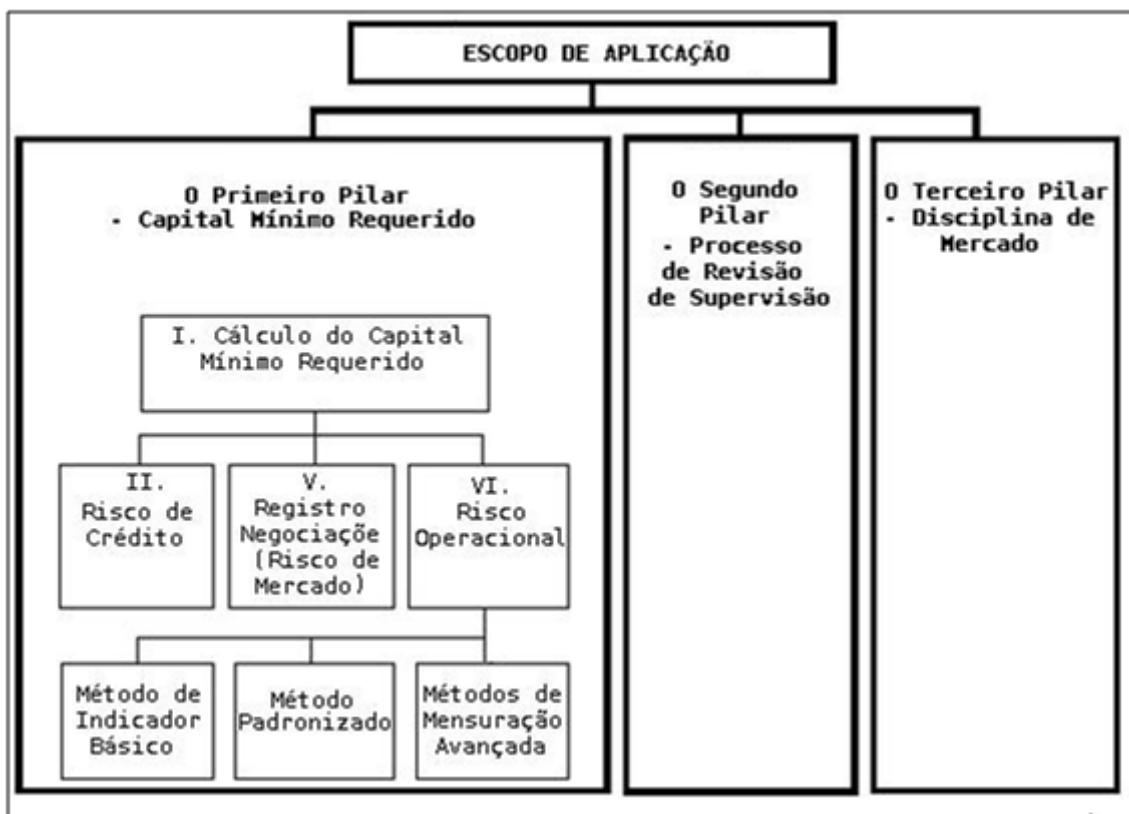 ESCOPO DE APLICAÇÃO
O Primeiro Pilar
- Capital Mínimo Requerido
I. Cálculo do Capital
Mínimo Requerido
II.
Risco de
Crédito
V.
Registro
Negociaçõe
(Risco de
Mercado)
VI.
Risco
Operacional
Método de
Indicador
Básico
Método
Padronizado
Métodos de
Mensuração
Avançada
O Segundo
Pilar
- Processo
de Revisão
de Supervisão
O Terceiro Pilar
- Disciplina de
Mercado